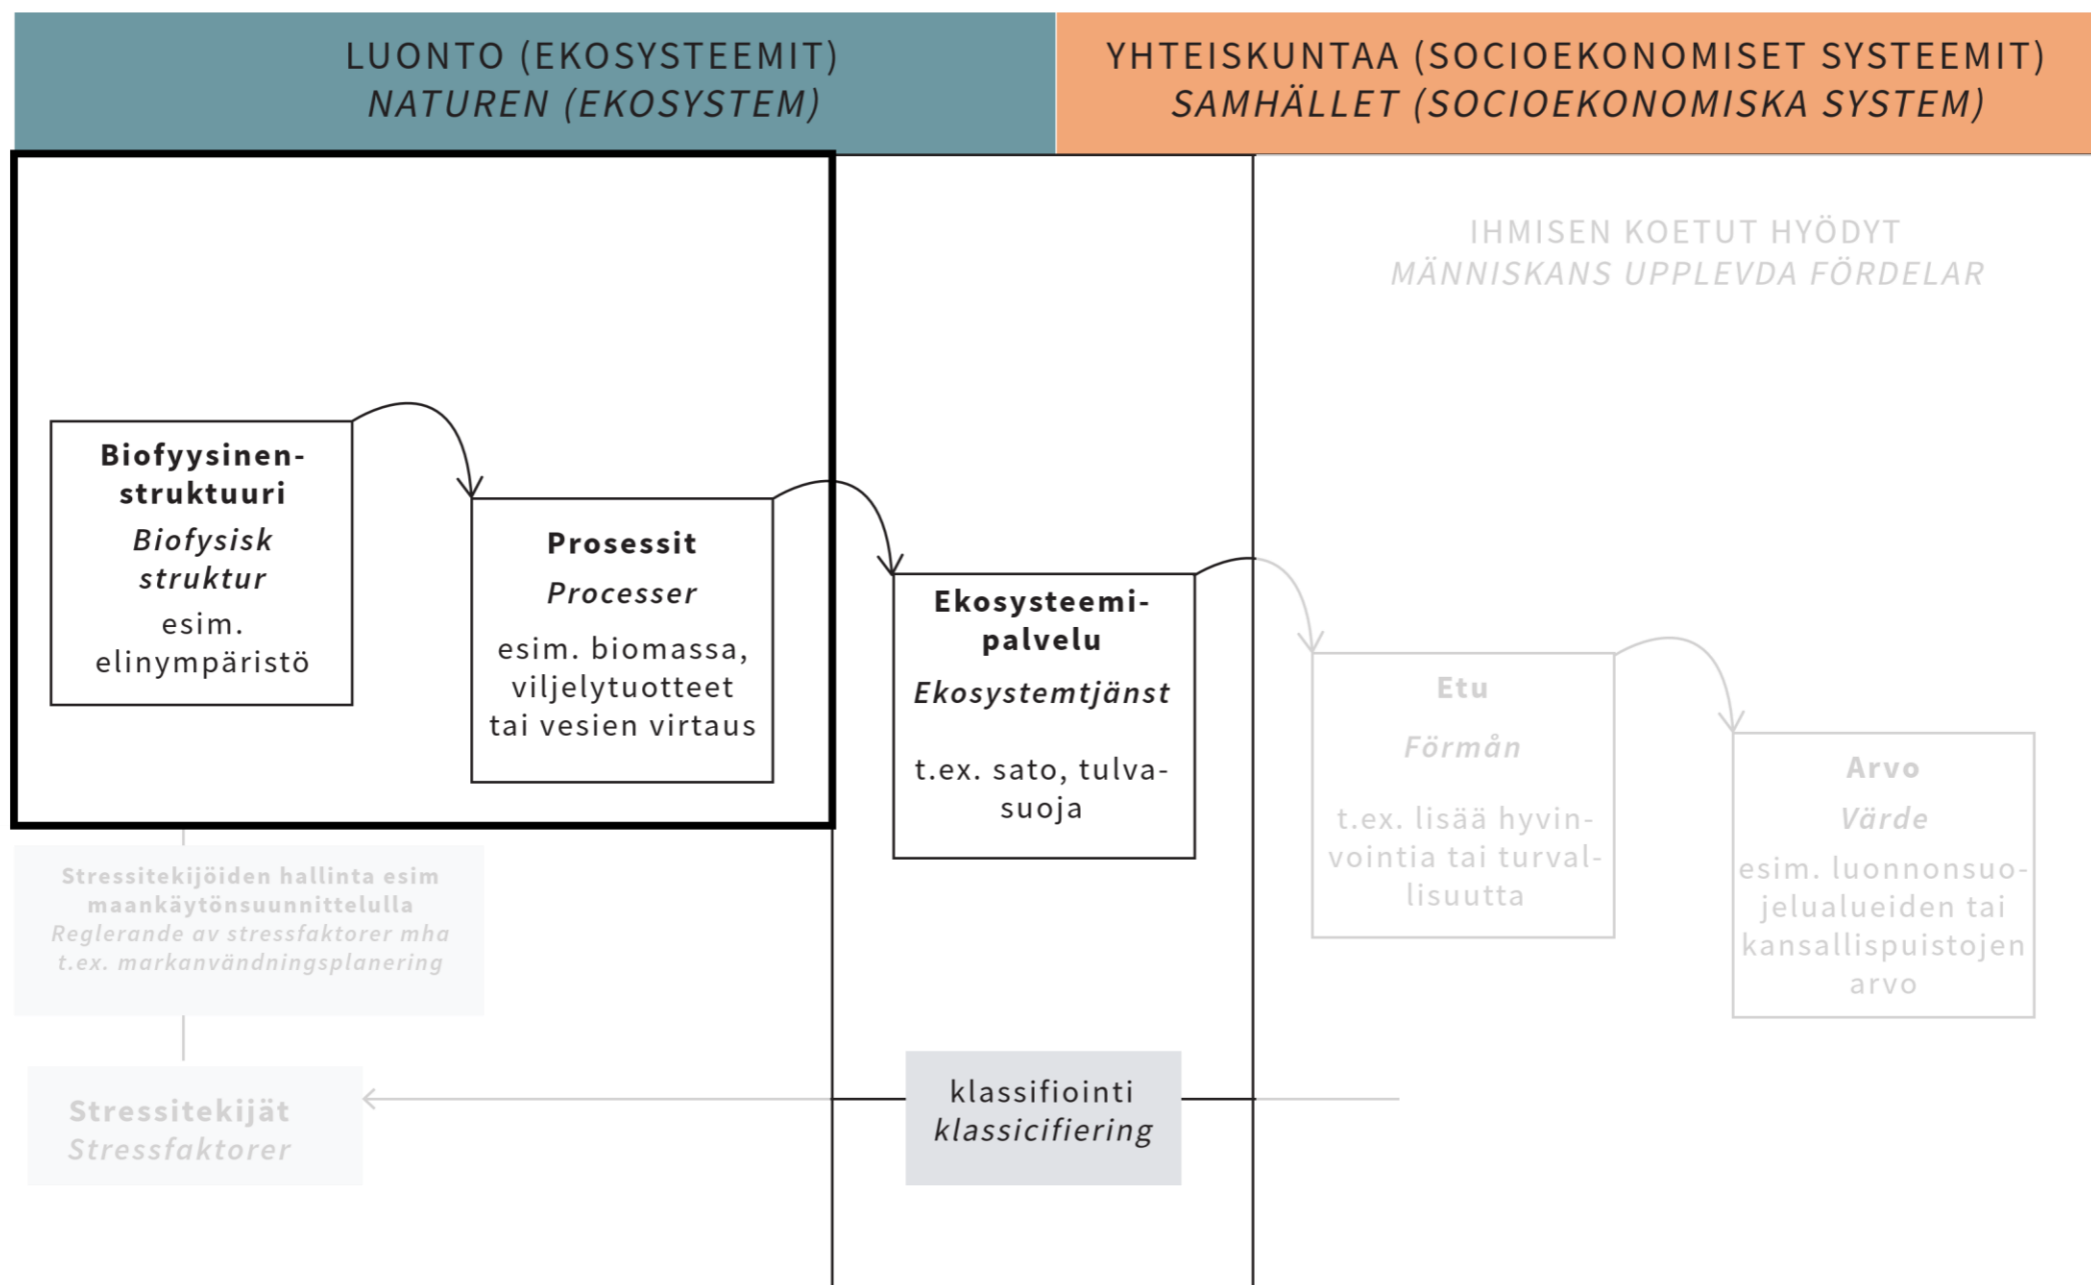 LUONTO (EKOSYSTEEMIT)
NATUREN (EKOSYSTEM)
YHTEISKUNTAA (SOCIOEKONOMISET SYSTEEMIT)
SAMHÄLLET (SOCIOEKONOMISKA SYSTEM)
IHMISEN KOETUT HYÖDYT
MÄNNISKANS UPPLEVDA FÖRDELAR
Biofyysinen-
struktuuri
Biofysisk
struktur
esim.
elinympäristö
Prosessit
Processer
esim. biomassa,
viljelytuotteet
tai vesien virtaus
Ekosysteemi-
palvelu
Ekosystemtjänst
t.ex. sato, tulva-
suoja
Etu
Förmån
t.ex. lisää hyvin-
vointia tai turval-
lisuutta
Arvo
Värde
esim. luonnonsuo-
jelualueiden tai
kansallispuistojen
arvo
Stressitekijöiden hallinta esim
maankäytönsuunnittelulla
Reglerande av stressfaktorer mha
t.ex. markanvändningsplanering
Stressitekijät
Stressfaktorer
klassifiointi
klassicifiering